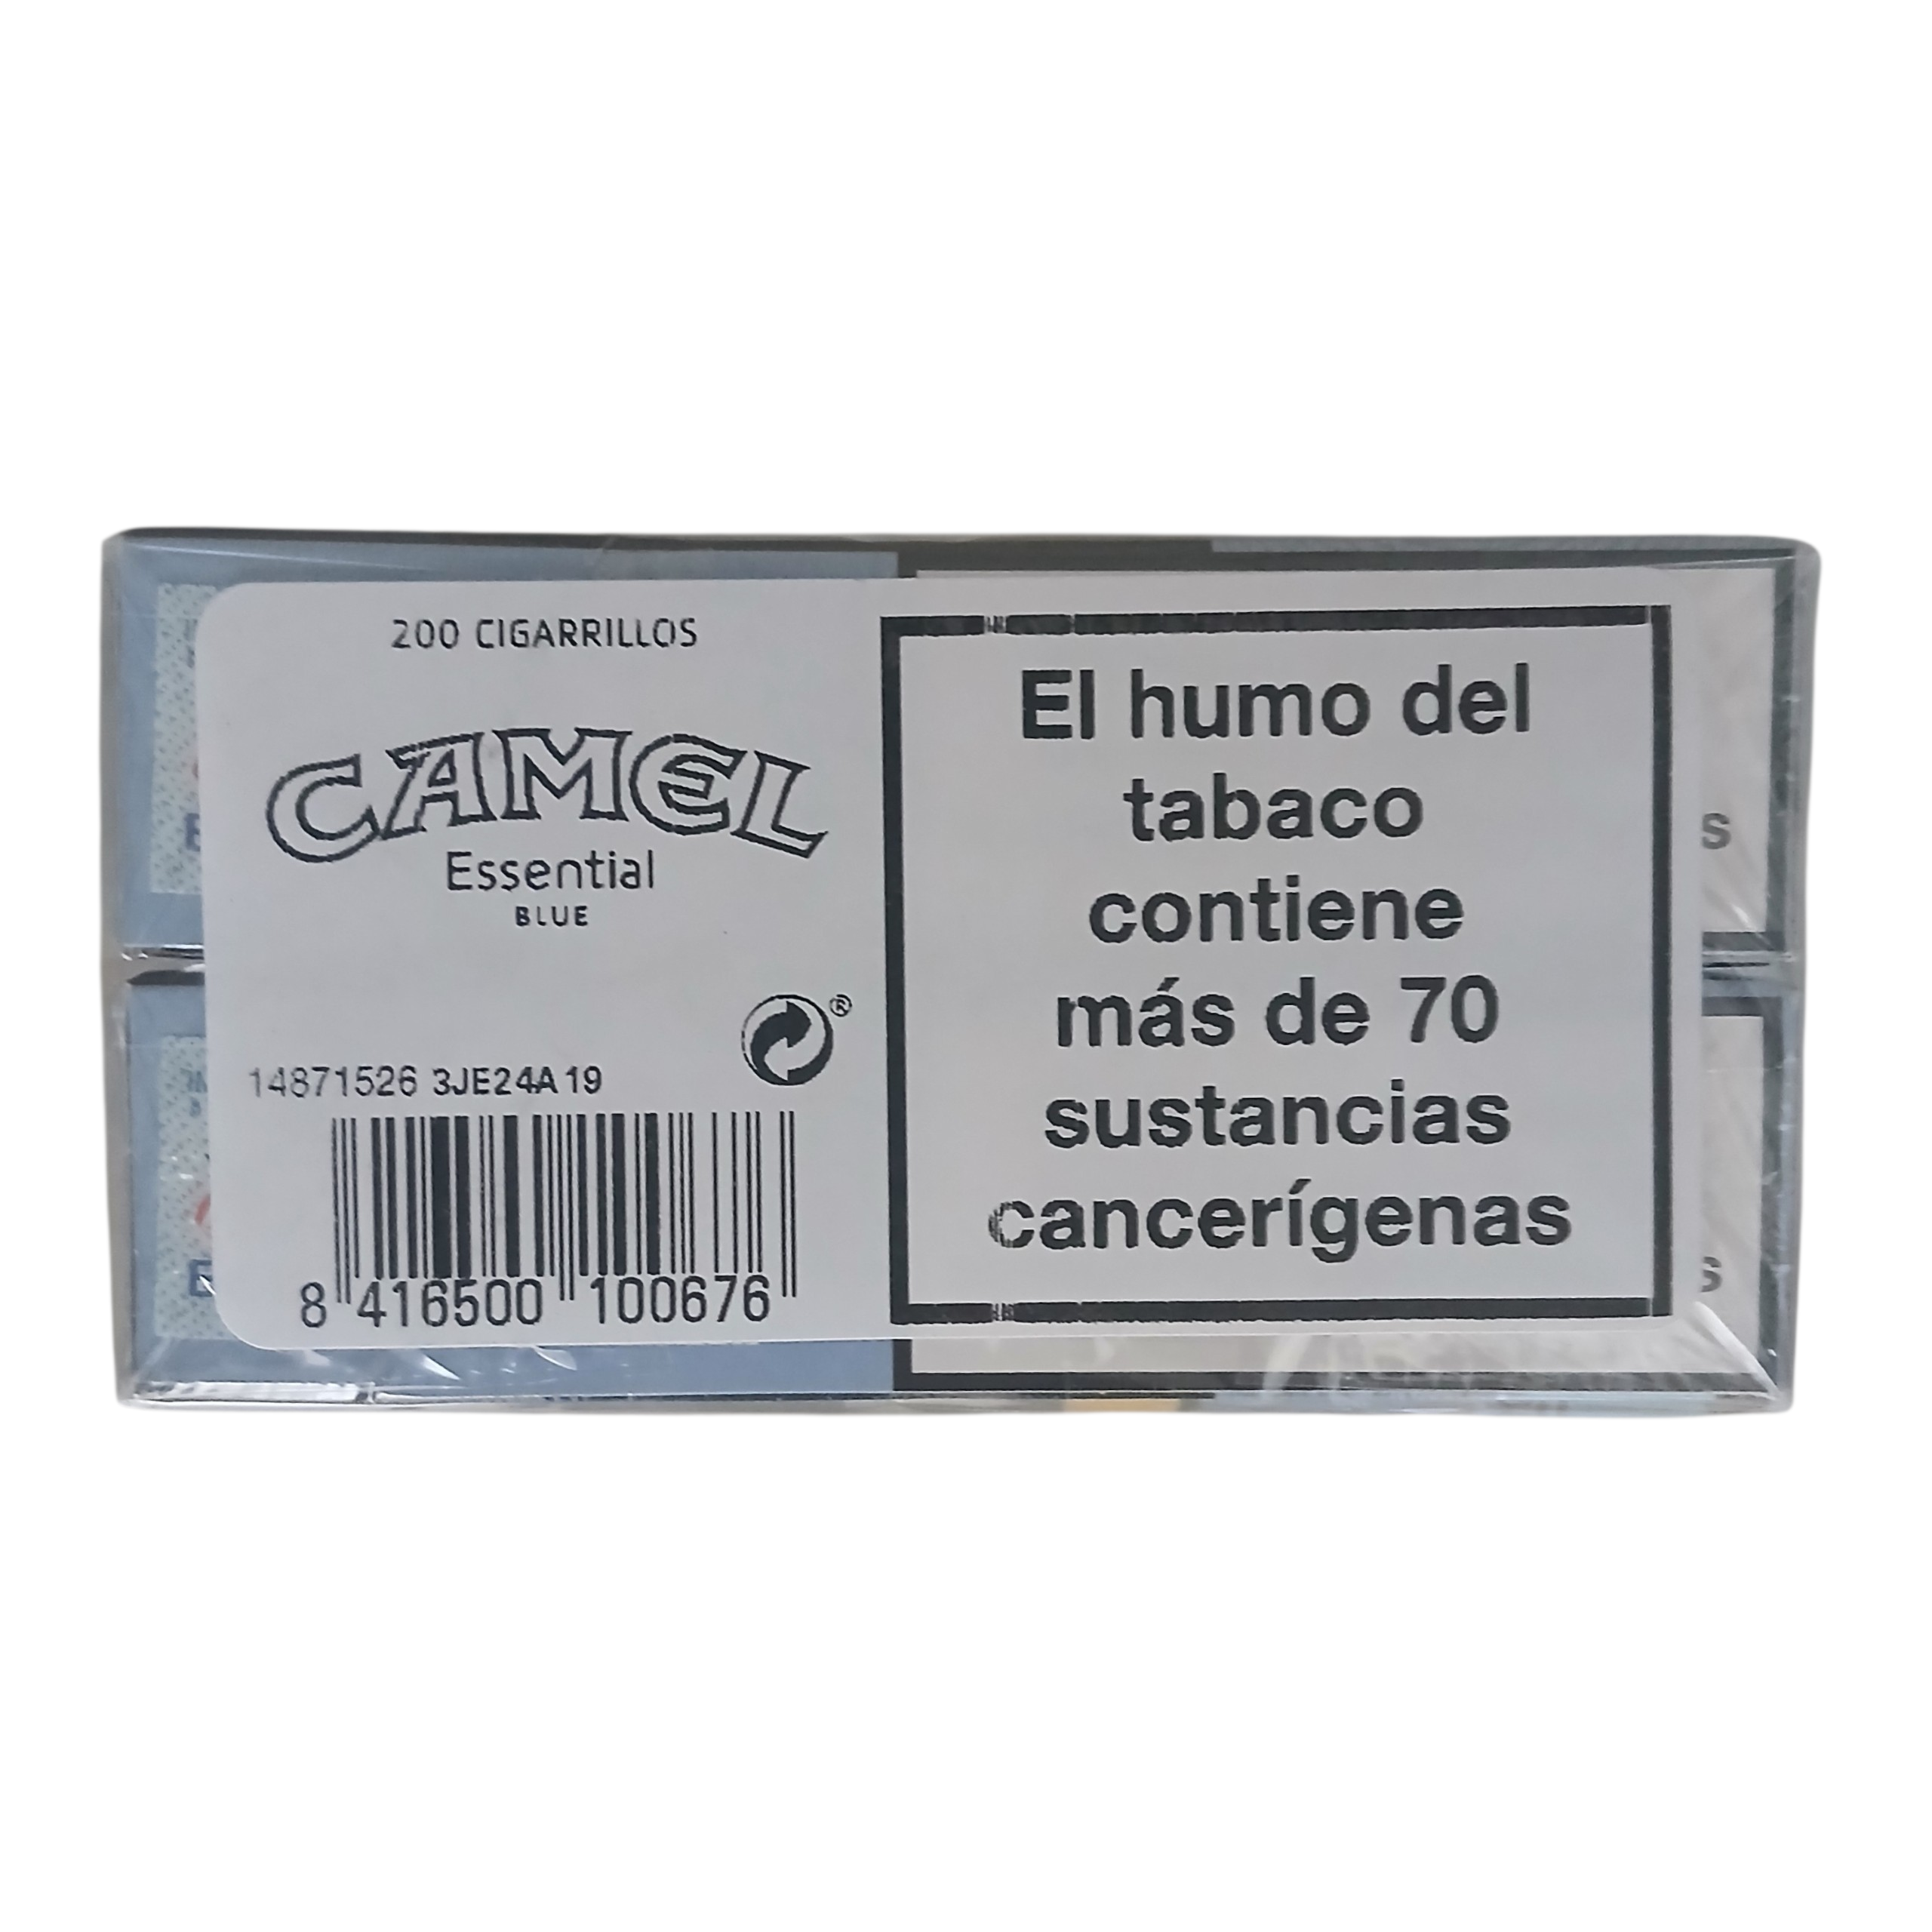 200 CIGARRILLOS
CAMEL
Essential
BLUE
®
14871526 3JE24A19
8 416500 100676
El humo del
tabaco
contiene
más de 70
sustancias
cancerígenas